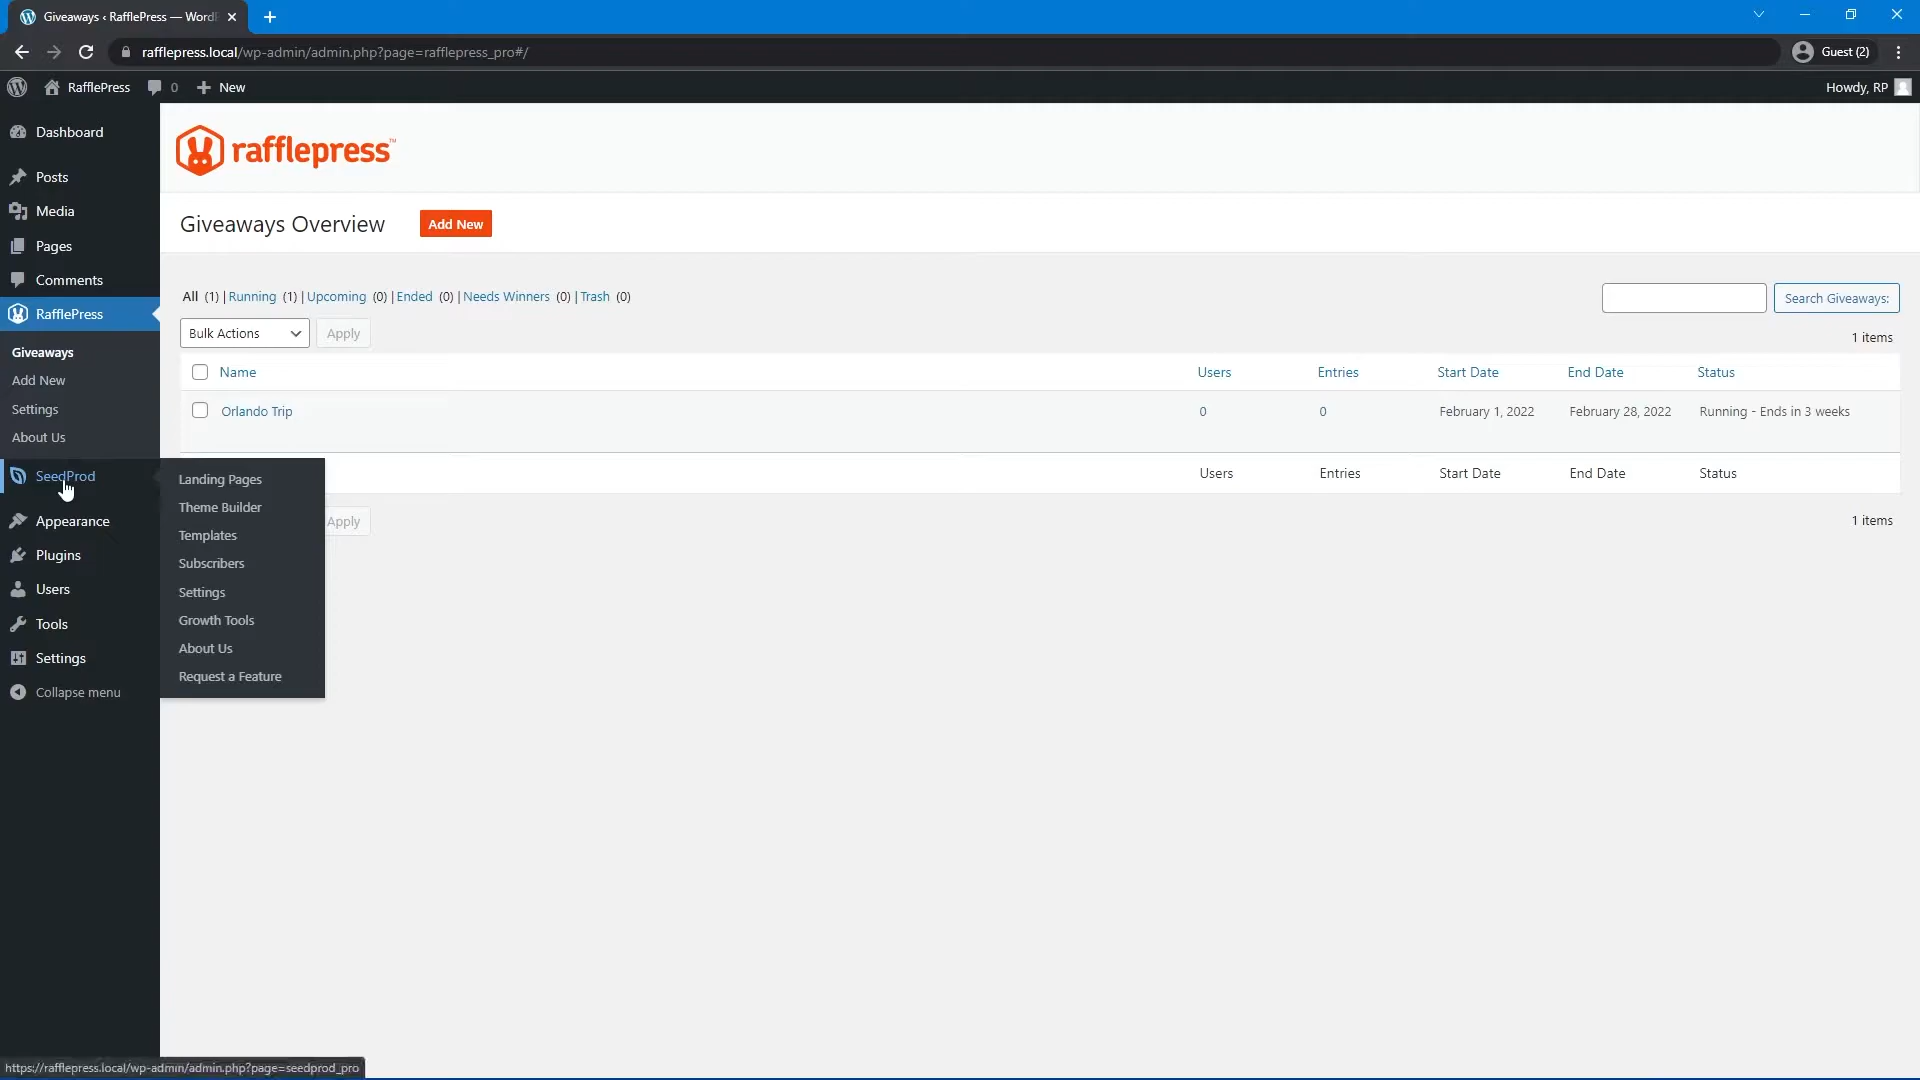 Giveaways ‹ RafflePress — WordP
rafflepress.local/wp-admin/admin.php?page=rafflepress_pro#/
Guest (2)
RafflePress
0
New
Howdy, RP
Dashboard
Posts
Media
Pages
Comments
RafflePress
Giveaways
Add New
Settings
About Us
SeedProd
Appearance
Plugins
Users
Tools
Settings
Collapse menu
Landing Pages
Theme Builder
Templates
Subscribers
Settings
Growth Tools
About Us
Request a Feature
rafflepress™
Giveaways Overview
Add New
All (1) | Running (1) | Upcoming (0) | Ended (0) | Needs Winners (0) | Trash (0)
Search Giveaways:
Bulk Actions
Apply
1 items
Name Users Entries Start Date End Date Status
Orlando Trip 0 0 February 1, 2022 February 28, 2022 Running - Ends in 3 weeks
Users Entries Start Date End Date Status
Apply
1 items
https://rafflepress.local/wp-admin/admin.php?page=seedprod_pro